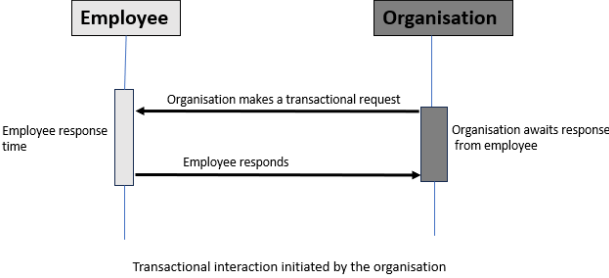 Employee
Organisation
Organisation makes a transactional request
Employee response
time
Organisation awaits response
from employee
Employee responds
Transactional interaction initiated by the organisation